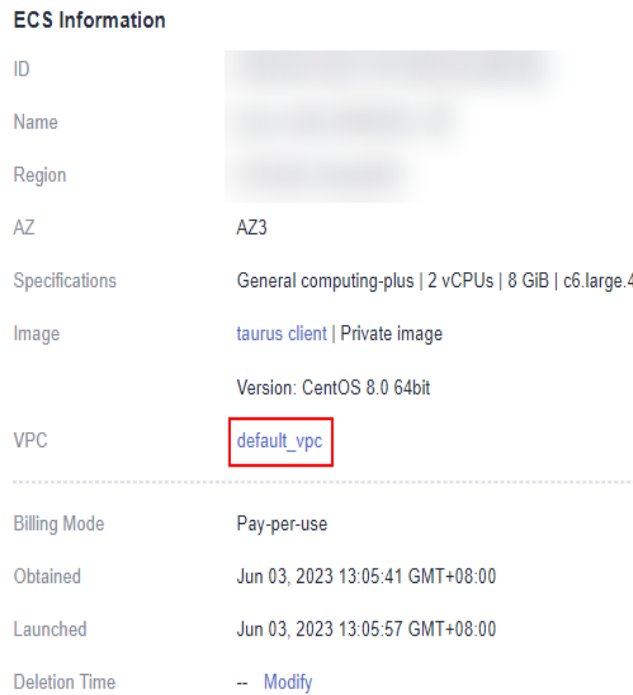 ECS Information
ID
Name
Region
AZ AZ3
Specifications General computing-plus | 2 vCPUs | 8 GiB | c6.large.4
Image taurus client | Private image
Version: CentOS 8.0 64bit
VPC default_vpc
Billing Mode Pay-per-use
Obtained Jun 03, 2023 13:05:41 GMT+08:00
Launched Jun 03, 2023 13:05:57 GMT+08:00
Deletion Time -- Modify